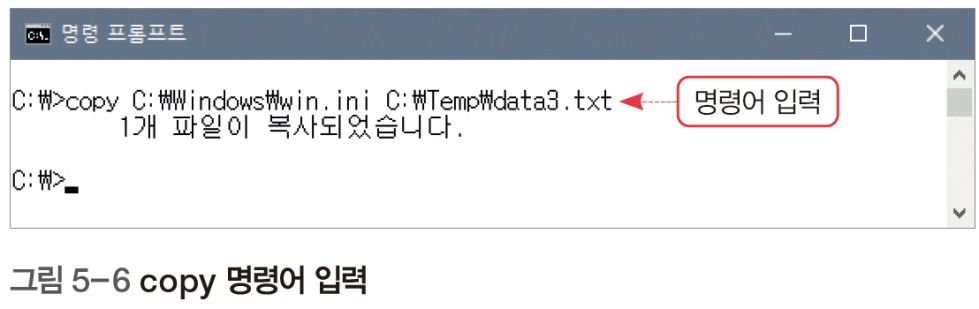 명령 프롬프트
C:₩>copy C:₩Windows₩win.ini C:₩Temp₩data3.txt 명령어 입력
1개 파일이 복사되었습니다.
C:₩>
그림 5-6 copy 명령어 입력